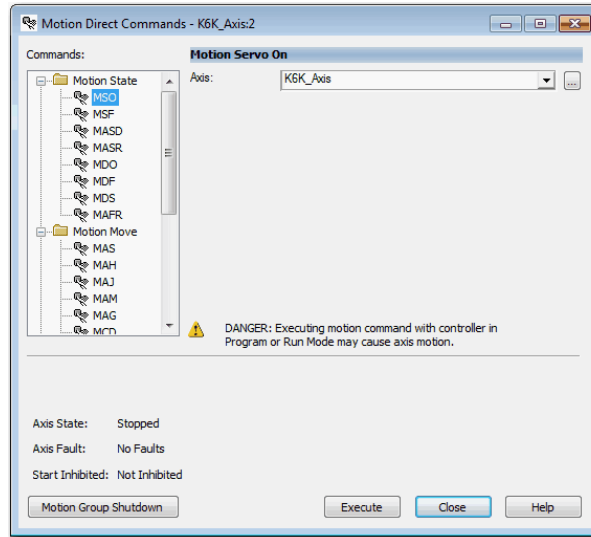 Motion Direct Commands - K6K_Axis:2
Commands:
Motion Servo On
Motion State
MSO
MSF
MASD
MASR
MDO
MDF
MDS
MAFR
Motion Move
MAS
MAH
MAJ
MAM
MAG
MCD
Axis:
K6K_Axis
...
DANGER: Executing motion command with controller in
Program or Run Mode may cause axis motion.
Axis State: Stopped
Axis Fault: No Faults
Start Inhibited: Not Inhibited
Motion Group Shutdown
Execute
Close
Help